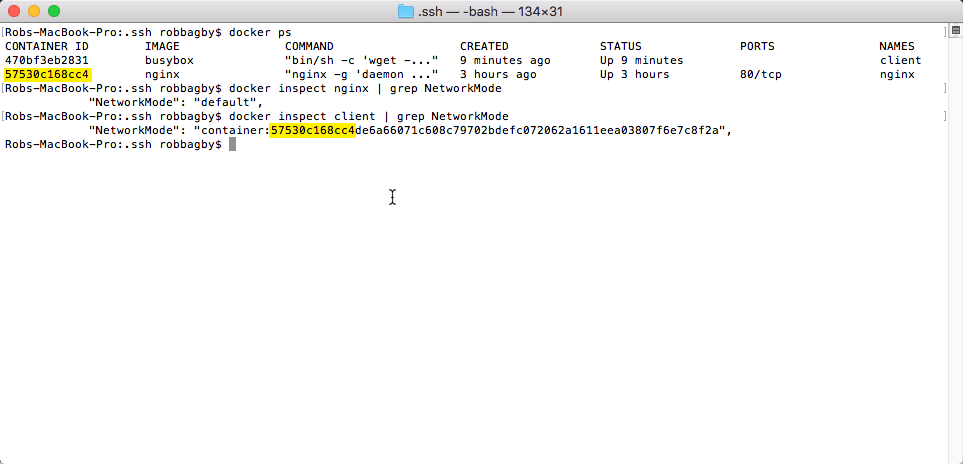 .ssh — -bash — 134×31
[Robs-MacBook-Pro:.ssh robbagby$ docker ps ]
CONTAINER ID IMAGE COMMAND CREATED STATUS PORTS NAMES
470bf3eb2831 busybox "bin/sh -c 'wget -..." 9 minutes ago Up 9 minutes client
57530c168cc4 nginx "nginx -g 'daemon ..." 3 hours ago Up 3 hours 80/tcp nginx
[Robs-MacBook-Pro:.ssh robbagby$ docker inspect nginx | grep NetworkMode ]
"NetworkMode": "default",
[Robs-MacBook-Pro:.ssh robbagby$ docker inspect client | grep NetworkMode ]
"NetworkMode": "container:57530c168cc4de6a66071c608c79702bdefc072062a1611eea03807f6e7c8f2a",
Robs-MacBook-Pro:.ssh robbagby$